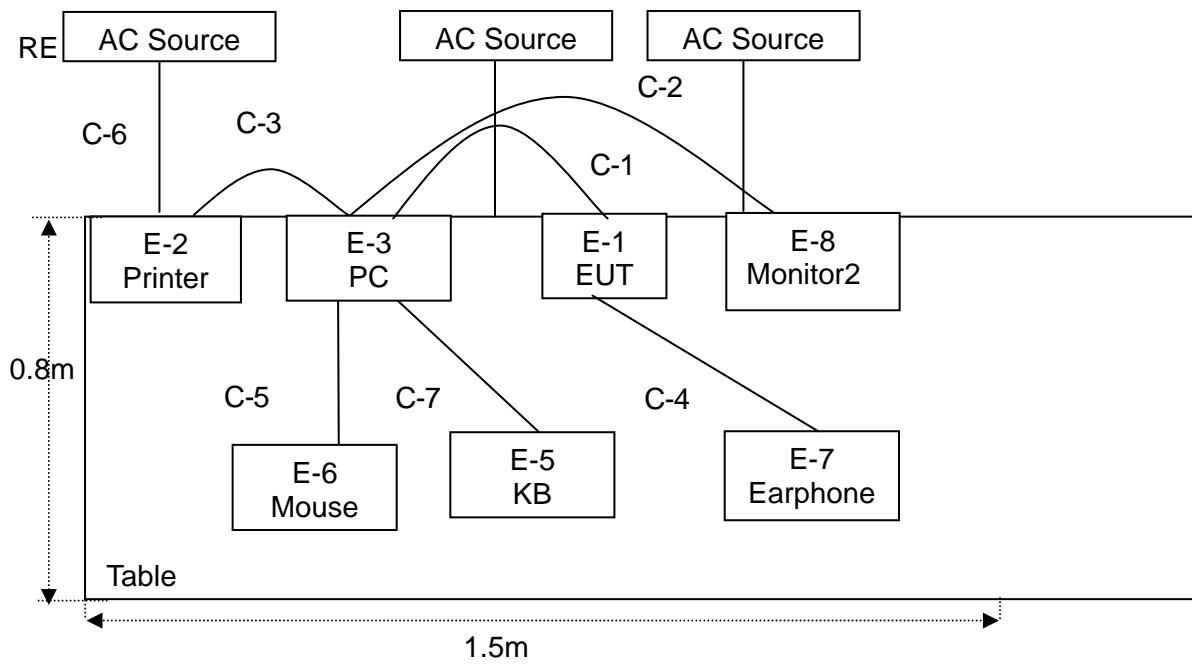 RE
AC Source
AC Source
AC Source
C-2
C-3
C-6
C-1
E-2
Printer
E-3
PC
E-1
EUT
E-8
Monitor2
0.8m
C-5
C-7
C-4
E-6
Mouse
E-5
KB
E-7
Earphone
Table
1.5m